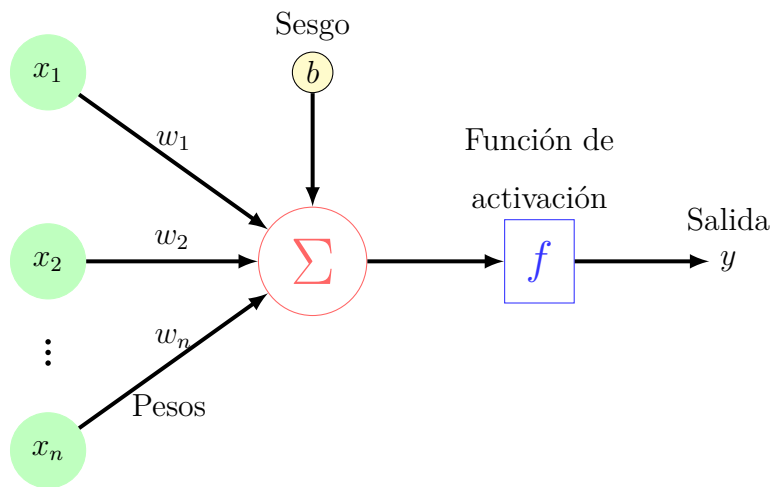 Sesgo
x₁
b
w₁
Función de
activación
Salida
x₂
w₂
Σ
f
y
⋮
wₙ
Pesos
xₙ